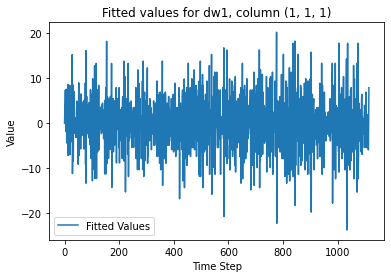 Fitted values for dw1, column (1, 1, 1)
20
10
0
−10
−20
Value
Fitted Values
0
200
400
600
800
1000
Time Step